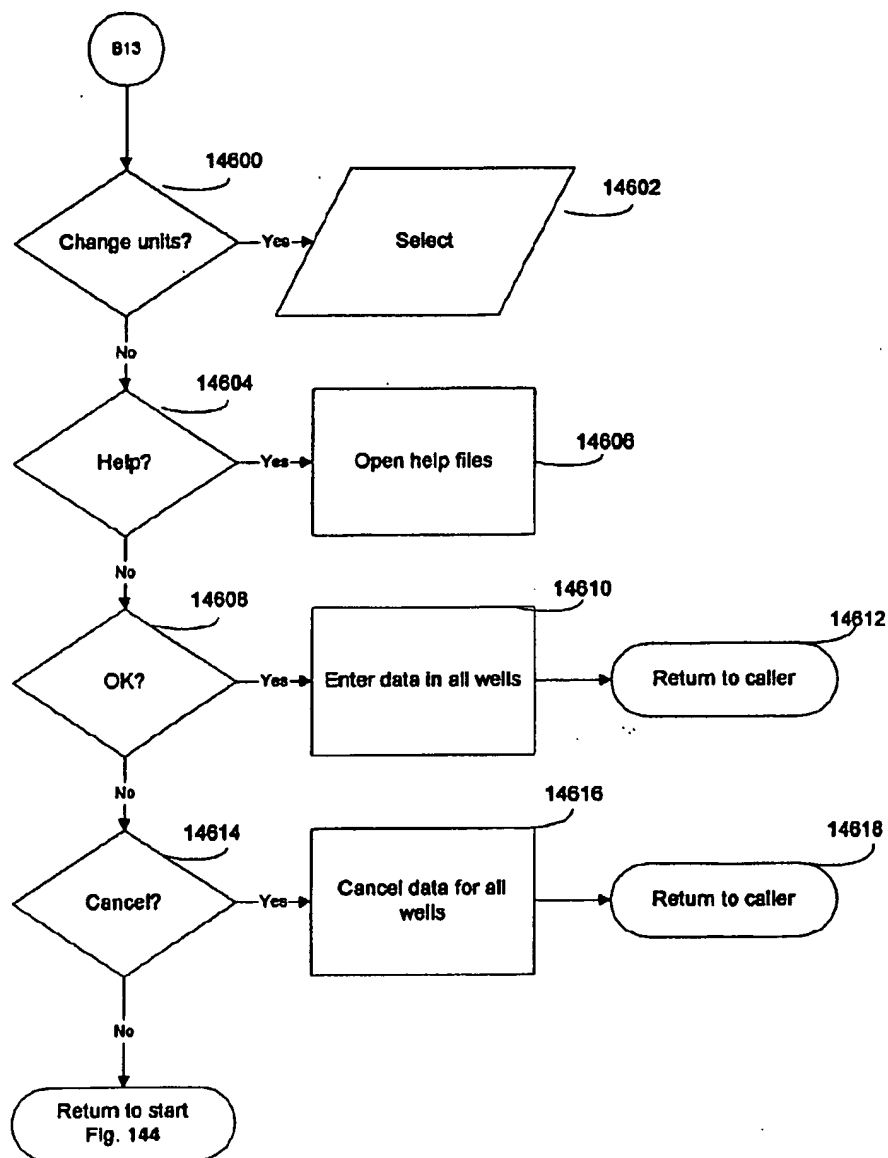 B13
14600
Change units?
Yes
Select
14602
No
14604
Help?
Yes
Open help files
14606
No
14608
OK?
Yes
14610
Enter data in all wells
14612
Return to caller
No
14614
Cancel?
Yes
14616
Cancel data for all
wells
14618
Return to caller
No
Return to start
Fig. 144